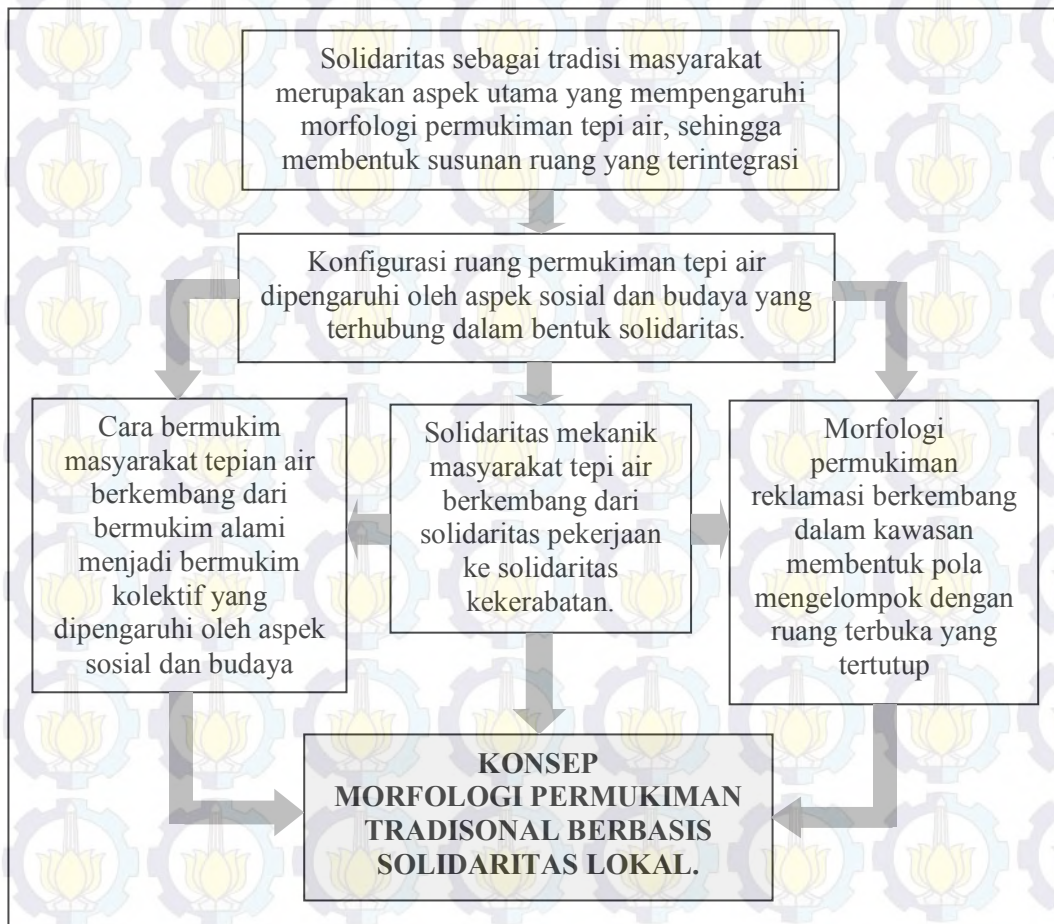 Solidaritas sebagai tradisi masyarakat
merupakan aspek utama yang mempengaruhi
morfologi permukiman tepi air, sehingga
membentuk susunan ruang yang terintegrasi
Konfigurasi ruang permukiman tepi air
dipengaruhi oleh aspek sosial dan budaya yang
terhubung dalam bentuk solidaritas.
Cara bermukim
masyarakat tepian air
berkembang dari
bermukim alami
menjadi bermukim
kolektif yang
dipengaruhi oleh aspek
sosial dan budaya
Solidaritas mekanik
masyarakat tepi air
berkembang dari
solidaritas pekerjaan
ke solidaritas
kekerabatan.
Morfologi
permukiman
reklamasi berkembang
dalam kawasan
membentuk pola
mengelompok dengan
ruang terbuka yang
tertutup
KONSEP
MORFOLOGI PERMUKIMAN
TRADISONAL BERBASIS
SOLIDARITAS LOKAL.